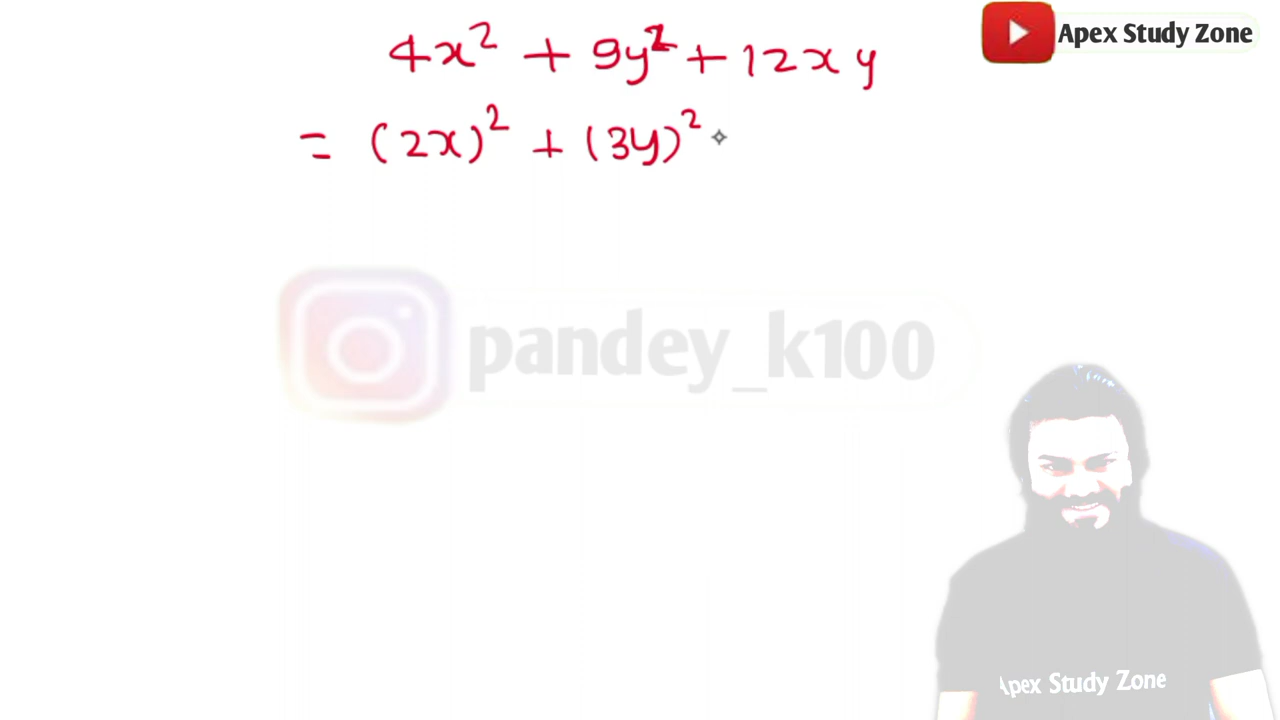 4x² + 9y² + 12xy
Apex Study Zone
= (2x)² + (3y)²
pandey_k100
Apex Study Zone